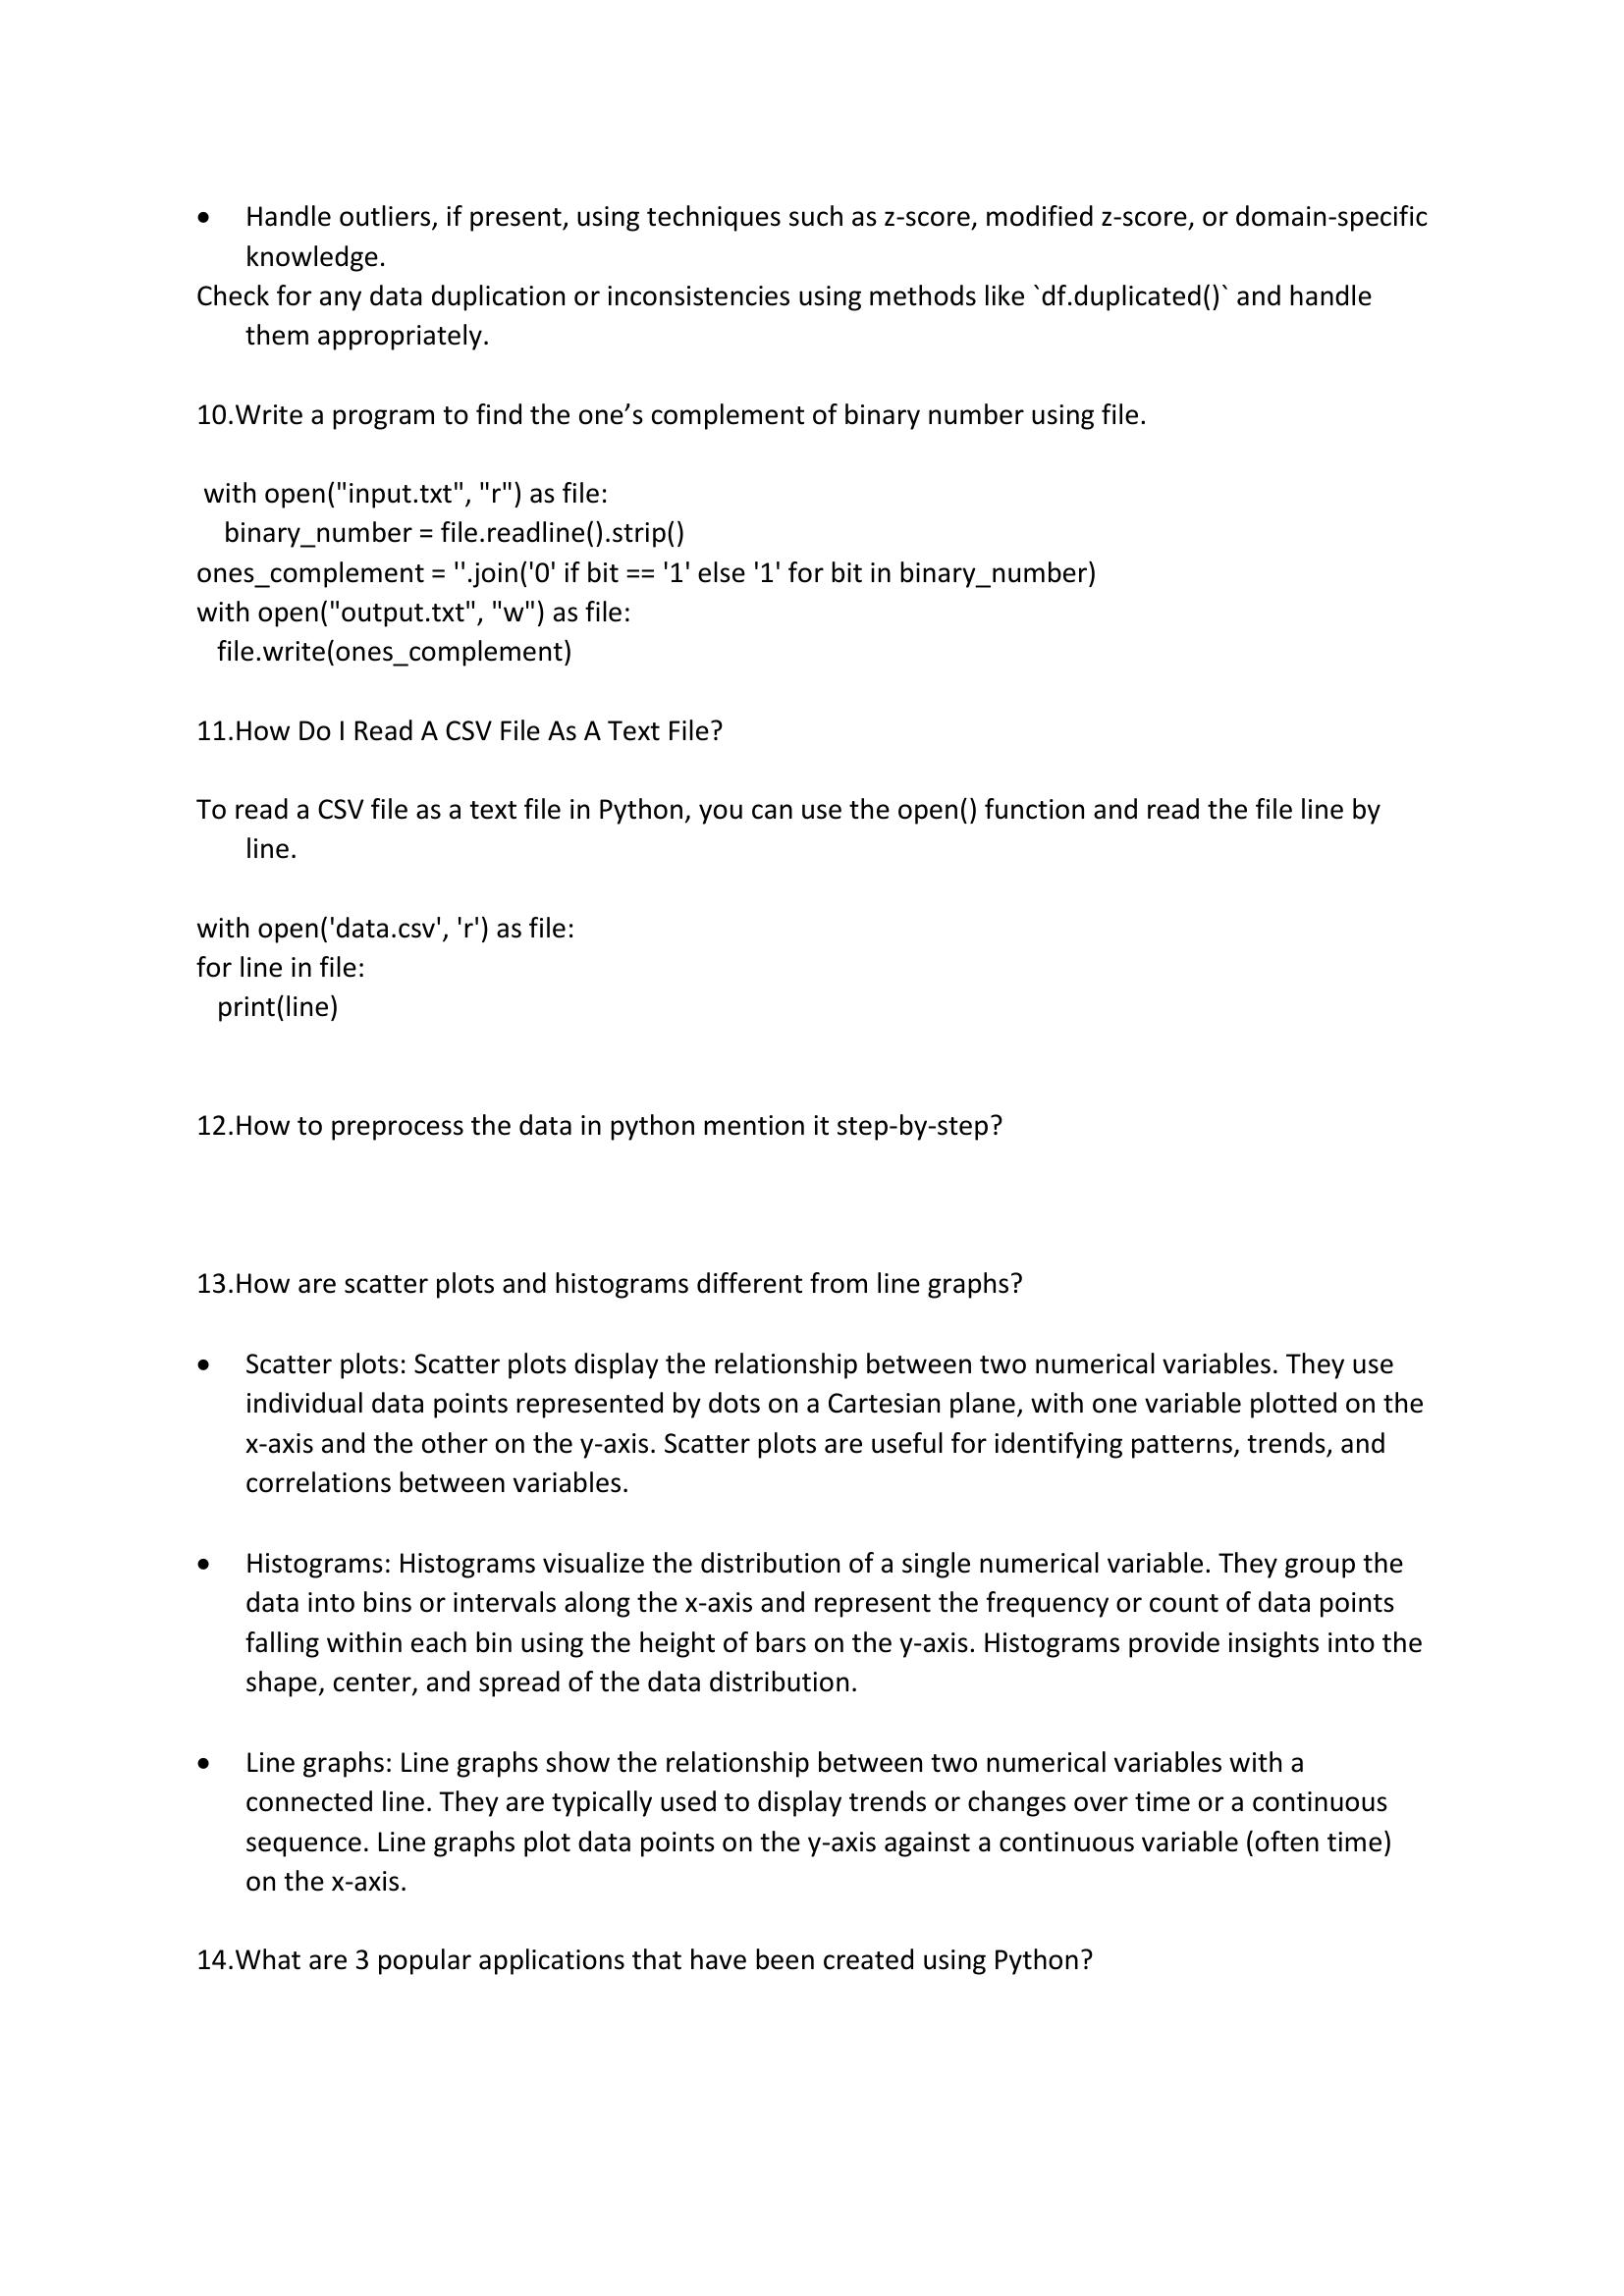 • Handle outliers, if present, using techniques such as z-score, modified z-score, or domain-specific
knowledge.
Check for any data duplication or inconsistencies using methods like `df.duplicated()` and handle
them appropriately.
10.Write a program to find the one’s complement of binary number using file.
with open("input.txt", "r") as file:
binary_number = file.readline().strip()
ones_complement = ''.join('0' if bit == '1' else '1' for bit in binary_number)
with open("output.txt", "w") as file:
file.write(ones_complement)
11.How Do I Read A CSV File As A Text File?
To read a CSV file as a text file in Python, you can use the open() function and read the file line by
line.
with open('data.csv', 'r') as file:
for line in file:
print(line)
12.How to preprocess the data in python mention it step-by-step?
13.How are scatter plots and histograms different from line graphs?
• Scatter plots: Scatter plots display the relationship between two numerical variables. They use
individual data points represented by dots on a Cartesian plane, with one variable plotted on the
x-axis and the other on the y-axis. Scatter plots are useful for identifying patterns, trends, and
correlations between variables.
• Histograms: Histograms visualize the distribution of a single numerical variable. They group the
data into bins or intervals along the x-axis and represent the frequency or count of data points
falling within each bin using the height of bars on the y-axis. Histograms provide insights into the
shape, center, and spread of the data distribution.
• Line graphs: Line graphs show the relationship between two numerical variables with a
connected line. They are typically used to display trends or changes over time or a continuous
sequence. Line graphs plot data points on the y-axis against a continuous variable (often time)
on the x-axis.
14.What are 3 popular applications that have been created using Python?